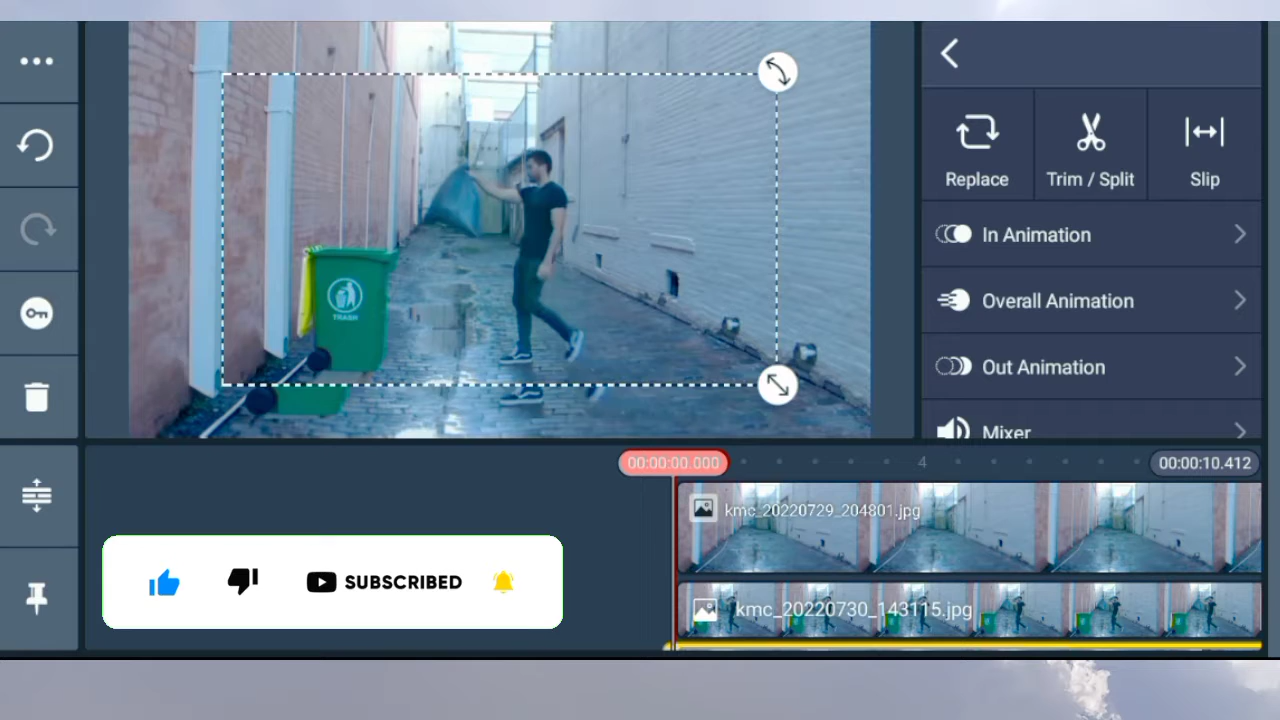 Replace
Trim / Split
Slip
In Animation
Overall Animation
Out Animation
Mixer
TRASH
00:00:00.000
4
00:00:10.412
kmc_20220729_204801.jpg
kmc_20220730_143115.jpg
SUBSCRIBED